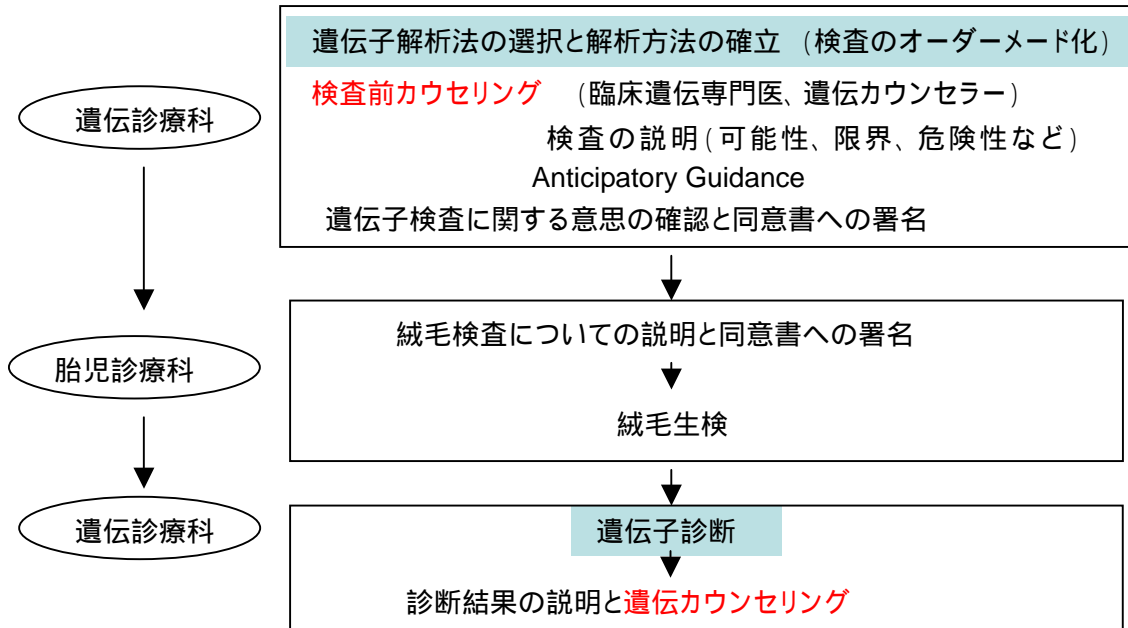 遺伝子解析法の選択と解析方法の確立 (検査のオーダーメード化)
検査前カウセリング (臨床遺伝専門医、遺伝カウンセラー)
遺伝診療科
検査の説明(可能性、限界、危険性など)
Anticipatory Guidance
遺伝子検査に関する意思の確認と同意書への署名
絨毛検査についての説明と同意書への署名
胎児診療科
絨毛生検
遺伝診療科
遺伝子診断
診断結果の説明と遺伝カウンセリング